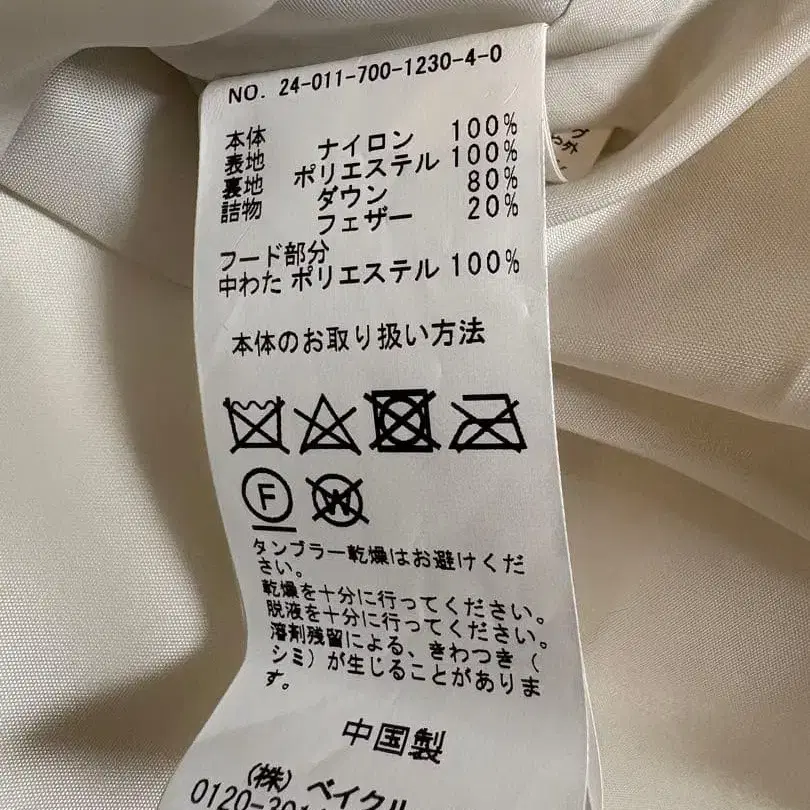 NO. 24-011-700-1230-4-0
本体
表地 ナイロン 100%
裏地 ポリエステル 100%
詰物 ダウン 80%
フェザー 20%
フード部分
中わた ポリエステル 100%
本体のお取り扱い方法
F W
タンブラー乾燥はお避けくだ
さい。
乾燥を十分に行ってください。
脱液を十分に行ってください。
溶剤残留による、きわつき（
シミ）が生じることがありま
す。
中国製
（株）ベイクル
0120-301